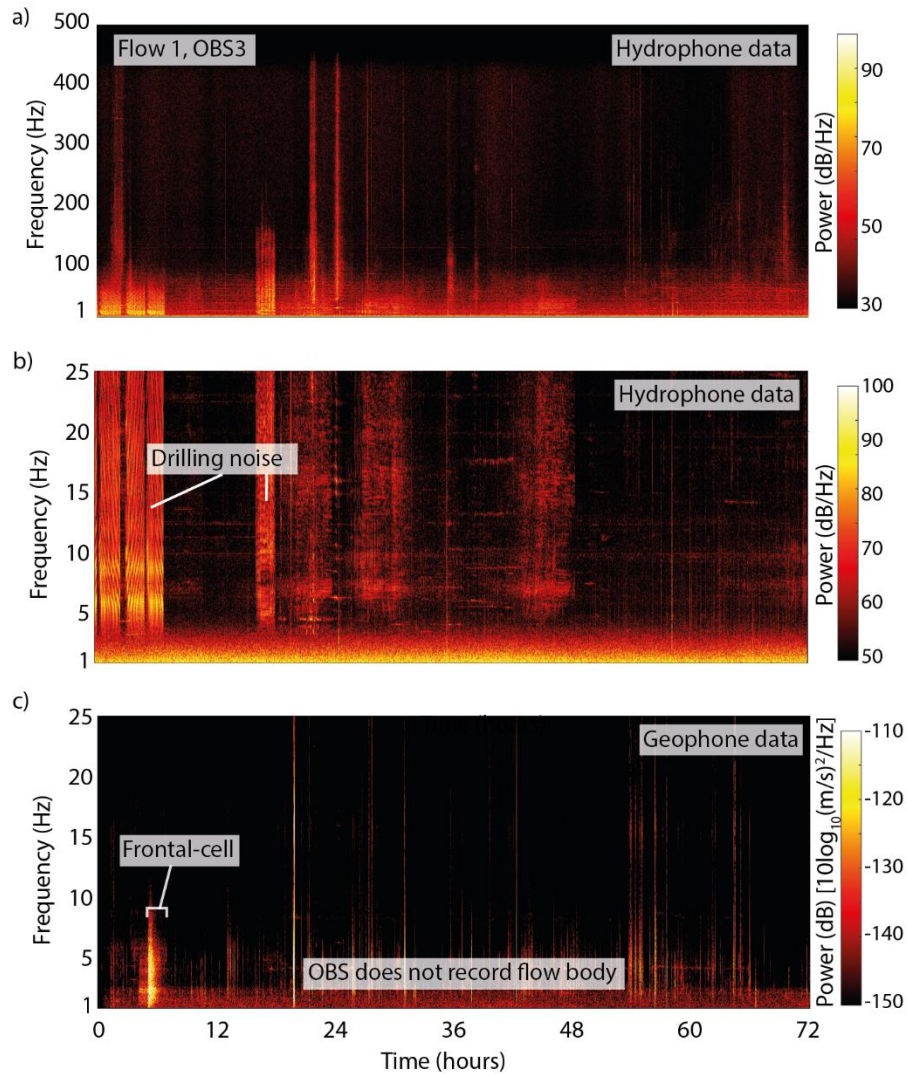 a)
500
400
300
200
100
1
Frequency (Hz)
Flow 1, OBS3
Hydrophone data
90
70
50
30
Power (dB/Hz)
b)
25
20
15
10
5
1
Frequency (Hz)
Hydrophone data
Drilling noise
100
90
80
70
60
50
Power (dB/Hz)
c)
25
20
15
10
5
1
Frequency (Hz)
Geophone data
Frontal-cell
OBS does not record flow body
-110
-120
-130
-140
-150
Power (dB) [10log₁₀(m/s)²/Hz]
0 12 24 36 48 60 72
Time (hours)